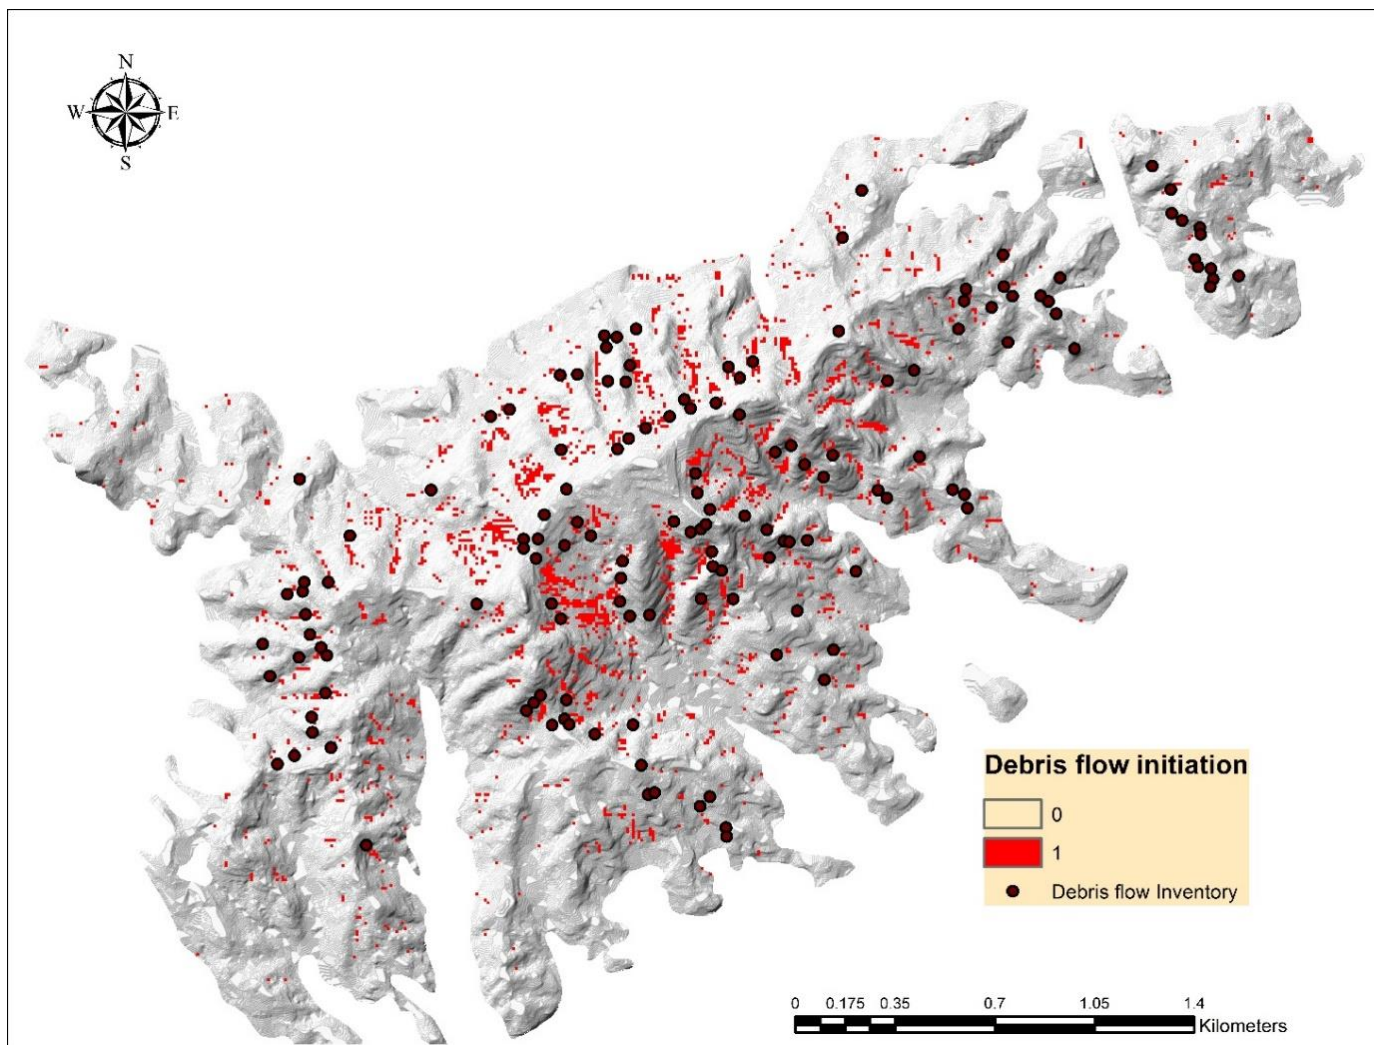 N
W E
S
Debris flow initiation
0
1
Debris flow Inventory
0 0.175 0.35 0.7 1.05 1.4
Kilometers